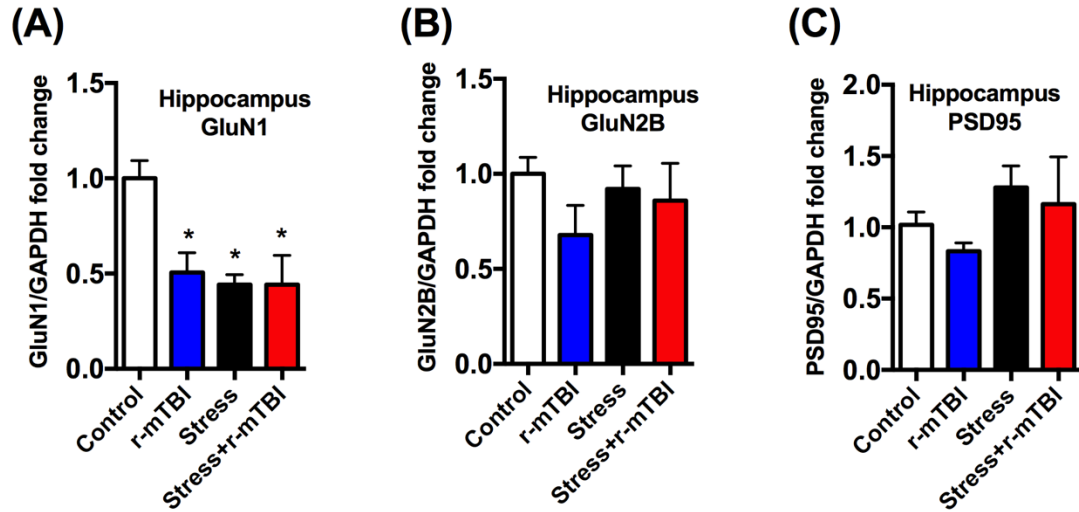 (A)
Hippocampus
GluN1
GluN1/GAPDH fold change
1.5
1.0
0.5
0.0
*
*
*
Control
r-mTBI
Stress
Stress+r-mTBI
(B)
Hippocampus
GluN2B
GluN2B/GAPDH fold change
1.5
1.0
0.5
0.0
Control
r-mTBI
Stress
Stress+r-mTBI
(C)
Hippocampus
PSD95
PSD95/GAPDH fold change
2.0
1.5
1.0
0.5
0.0
Control
r-mTBI
Stress
Stress+r-mTBI